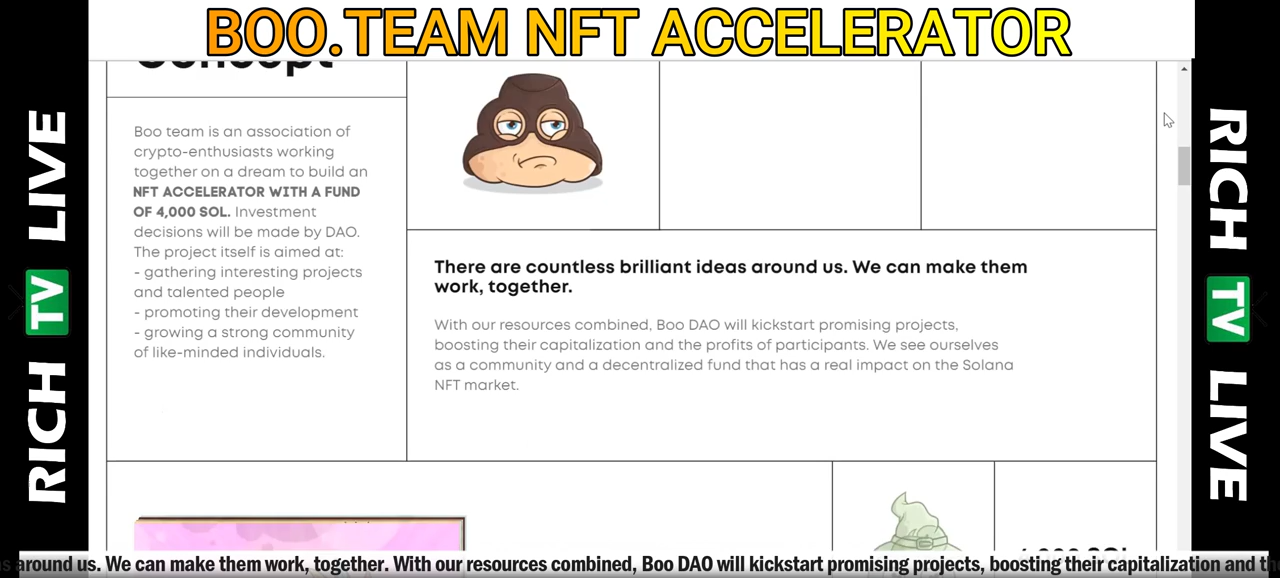 BOO.TEAM NFT ACCELERATOR
RICH TV LIVE
Concept
Boo team is an association of
crypto-enthusiasts working
together on a dream to build an
NFT ACCELERATOR WITH A FUND
OF 4,000 SOL. Investment
decisions will be made by DAO.
The project itself is aimed at:
- gathering interesting projects
and talented people
- promoting their development
- growing a strong community
of like-minded individuals.
There are countless brilliant ideas around us. We can make them
work, together.
With our resources combined, Boo DAO will kickstart promising projects,
boosting their capitalization and the profits of participants. We see ourselves
as a community and a decentralized fund that has a real impact on the Solana
NFT market.
RICH TV LIVE
around us. We can make them work, together. With our resources combined, Boo DAO will kickstart promising projects, boosting their capitalization and